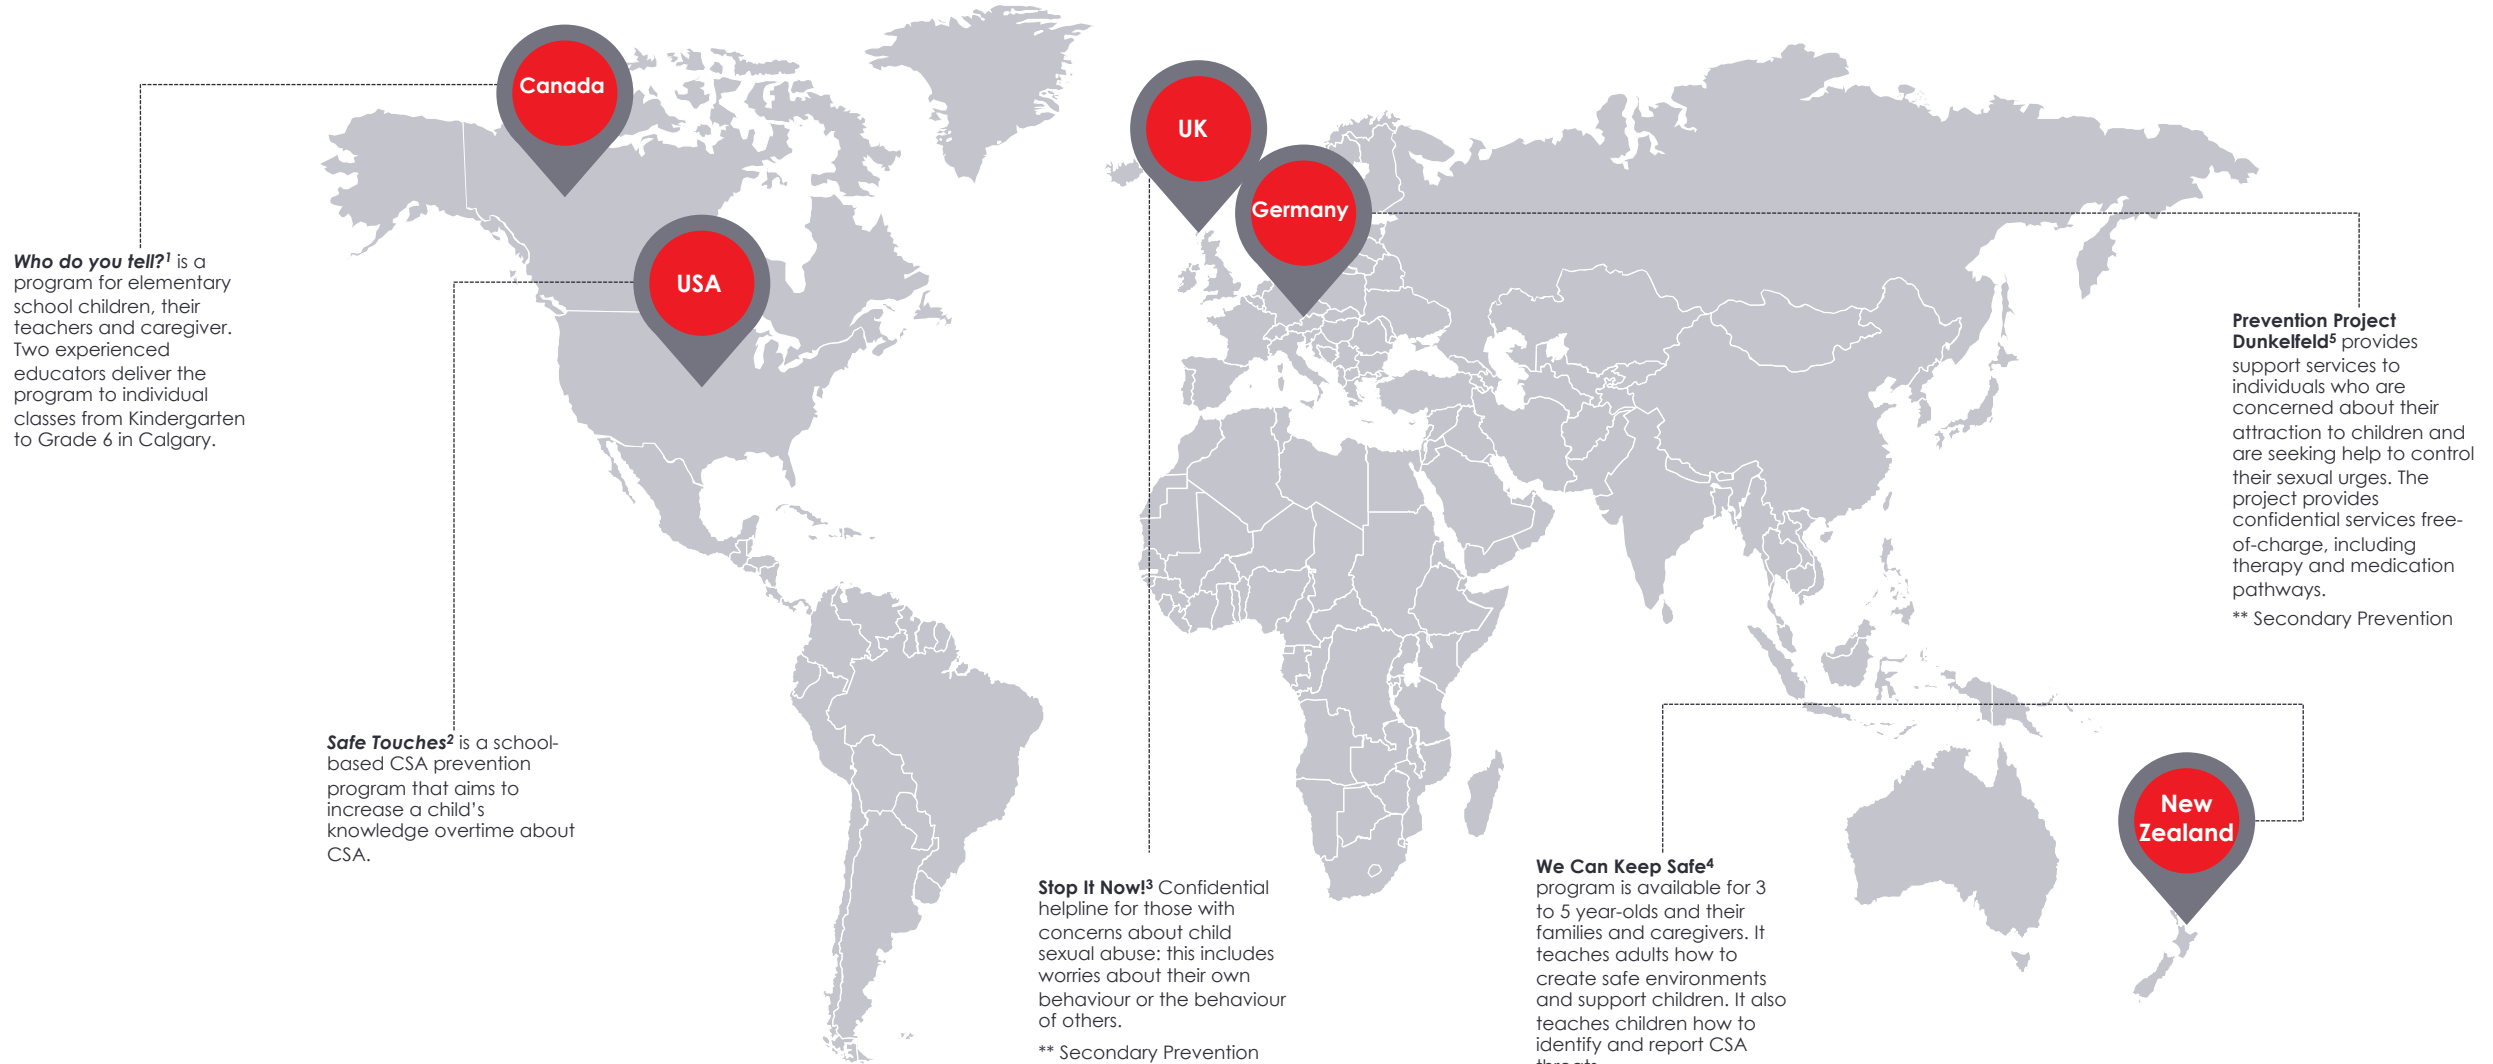 Canada
UK
Germany
USA
Who do you tell?1 is a
program for elementary
school children, their
teachers and caregiver.
Two experienced
educators deliver the
program to individual
classes from Kindergarten
to Grade 6 in Calgary.
Prevention Project
Dunkelfeld5 provides
support services to
individuals who are
concerned about their
attraction to children and
are seeking help to control
their sexual urges. The
project provides
confidential services free-
of-charge, including
therapy and medication
pathways.
** Secondary Prevention
Safe Touches2 is a school-
based CSA prevention
program that aims to
increase a child's
knowledge overtime about
CSA.
New
Zealand
Stop It Now!3 Confidential
helpline for those with
concerns about child
sexual abuse: this includes
worries about their own
behaviour or the behaviour
of others.
** Secondary Prevention
We Can Keep Safe4
program is available for 3
to 5 year-olds and their
families and caregivers. It
teaches adults how to
create safe environments
and support children. It also
teaches children how to
identify and report CSA